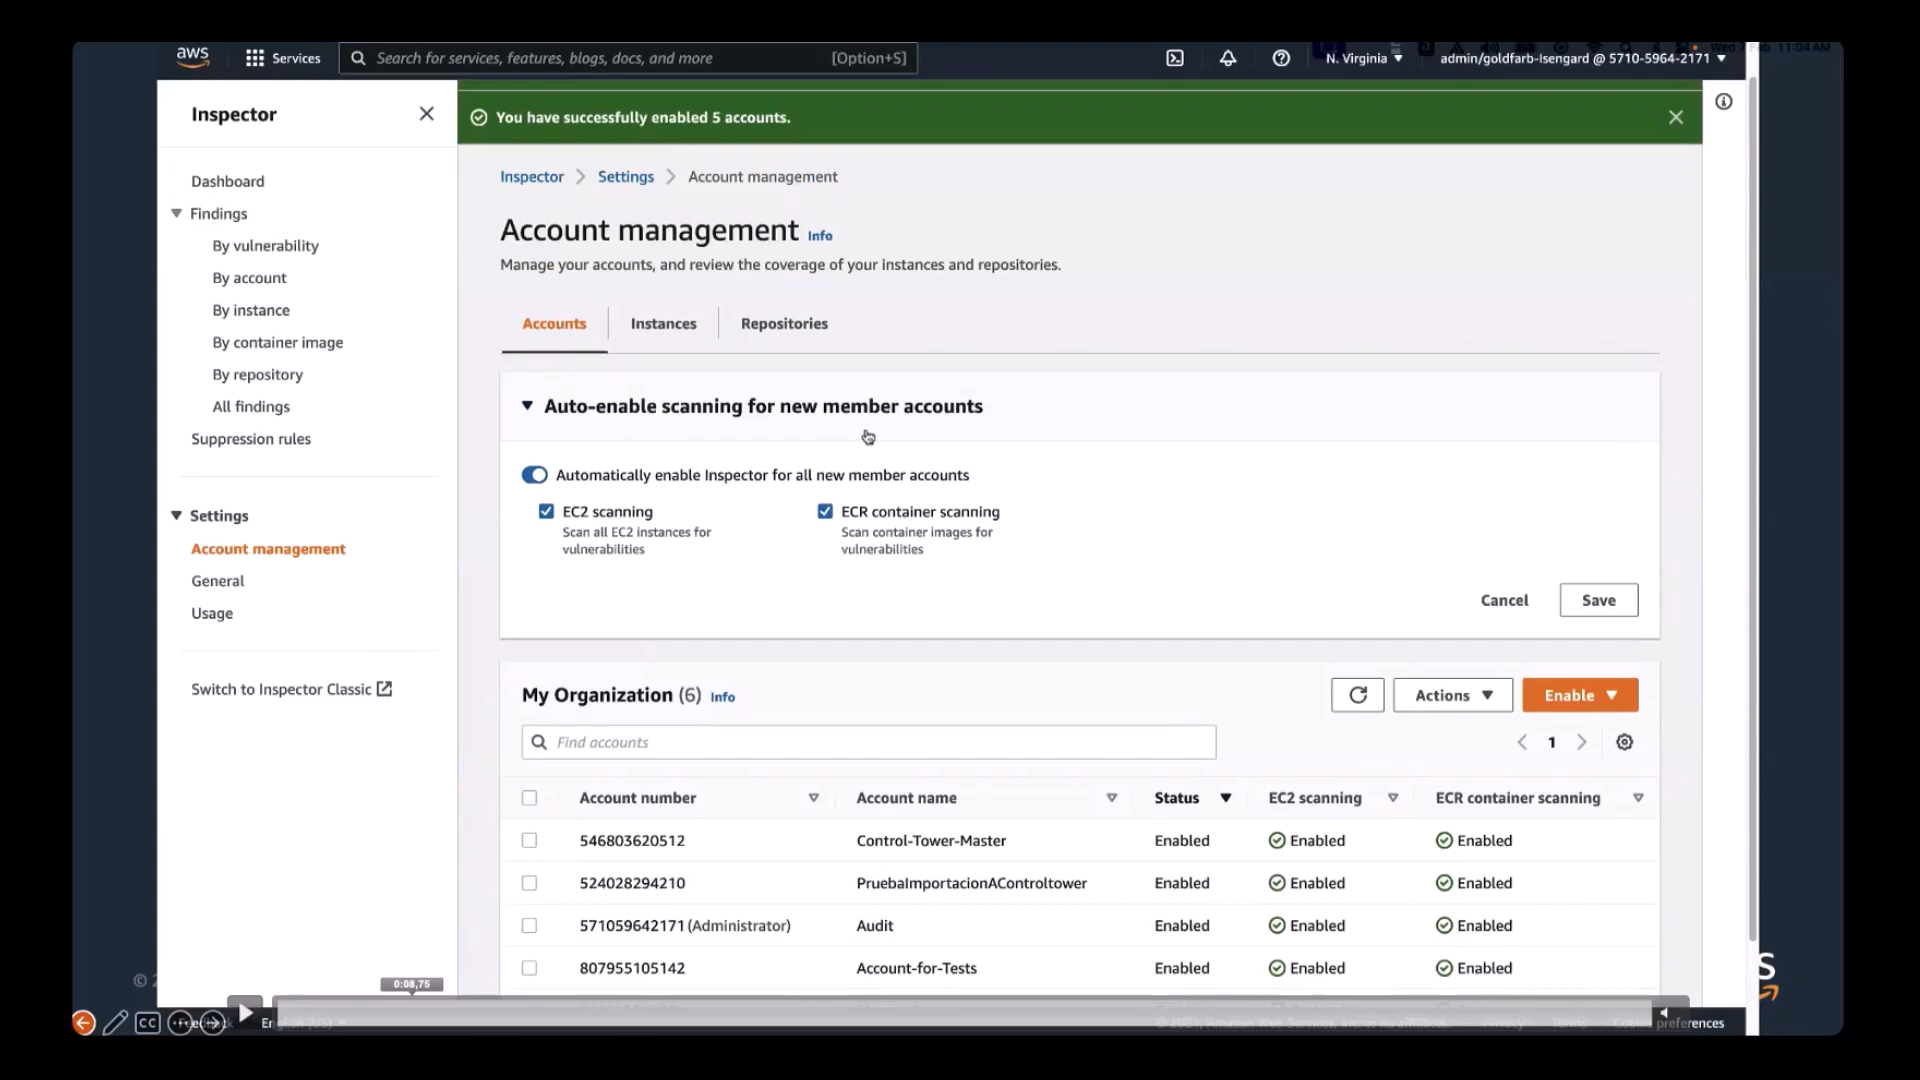 Wed
11:04 AM
aws
Services
Search for services, features, blogs, docs, and more
[Option+S]
N. Virginia
admin/goldfarb-Isengard @ 5710-5964-2171
Inspector
You have successfully enabled 5 accounts.
Dashboard
Findings
By vulnerability
By account
By instance
By container image
By repository
All findings
Suppression rules
Settings
Account management
General
Usage
Switch to Inspector Classic
Inspector
Settings
Account management
Account management Info
Manage your accounts, and review the coverage of your instances and repositories.
Accounts
Instances
Repositories
Auto-enable scanning for new member accounts
Automatically enable Inspector for all new member accounts
EC2 scanning
Scan all EC2 instances for
vulnerabilities
ECR container scanning
Scan container images for
vulnerabilities
Cancel
Save
My Organization (6) Info
Actions
Enable
Find accounts
1
Account number Account name Status EC2 scanning ECR container scanning
546803620512 Control-Tower-Master Enabled Enabled Enabled
524028294210 PruebaImportacionAControltower Enabled Enabled Enabled
571059642171 (Administrator) Audit Enabled Enabled Enabled
807955105142 Account-for-Tests Enabled Enabled Enabled
0:08,75
CC
preferences